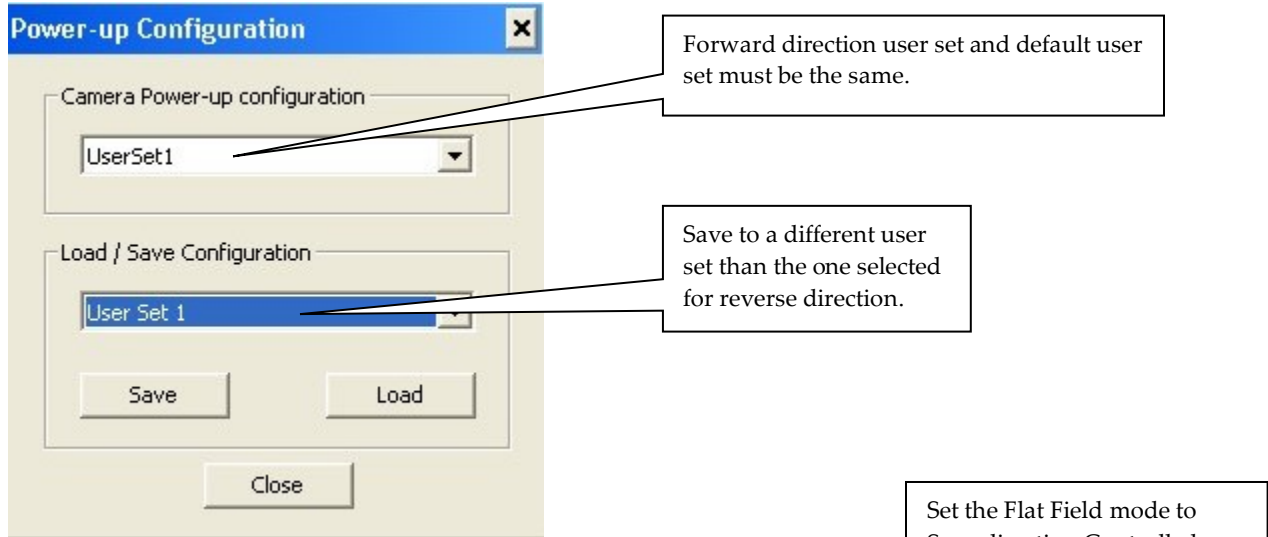 Power-up Configuration
Camera Power-up configuration
UserSet1
Forward direction user set and default user
set must be the same.
Load / Save Configuration
User Set 1
Save
Load
Close
Save to a different user
set than the one selected
for reverse direction.
Set the Flat Field mode to